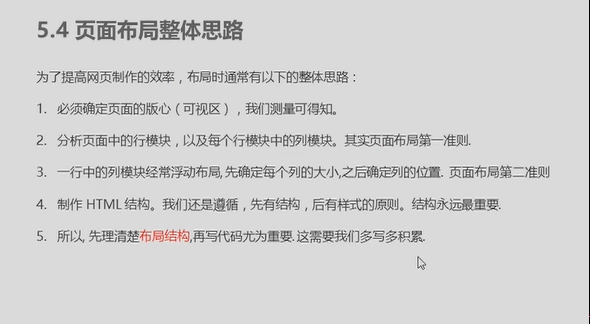 5.4 页面布局整体思路
为了提高网页制作的效率，布局时通常有以下的整体思路：
1. 必须确定页面的版心（可视区），我们测量可得知。
2. 分析页面中的行模块，以及每个行模块中的列模块。其实页面布局第一准则.
3. 一行中的列模块经常浮动布局, 先确定每个列的大小,之后确定列的位置. 页面布局第二准则
4. 制作 HTML 结构。我们还是遵循，先有结构，后有样式的原则。结构永远最重要.
5. 所以, 先理清楚布局结构,再写代码尤为重要. 这需要我们多写多积累.